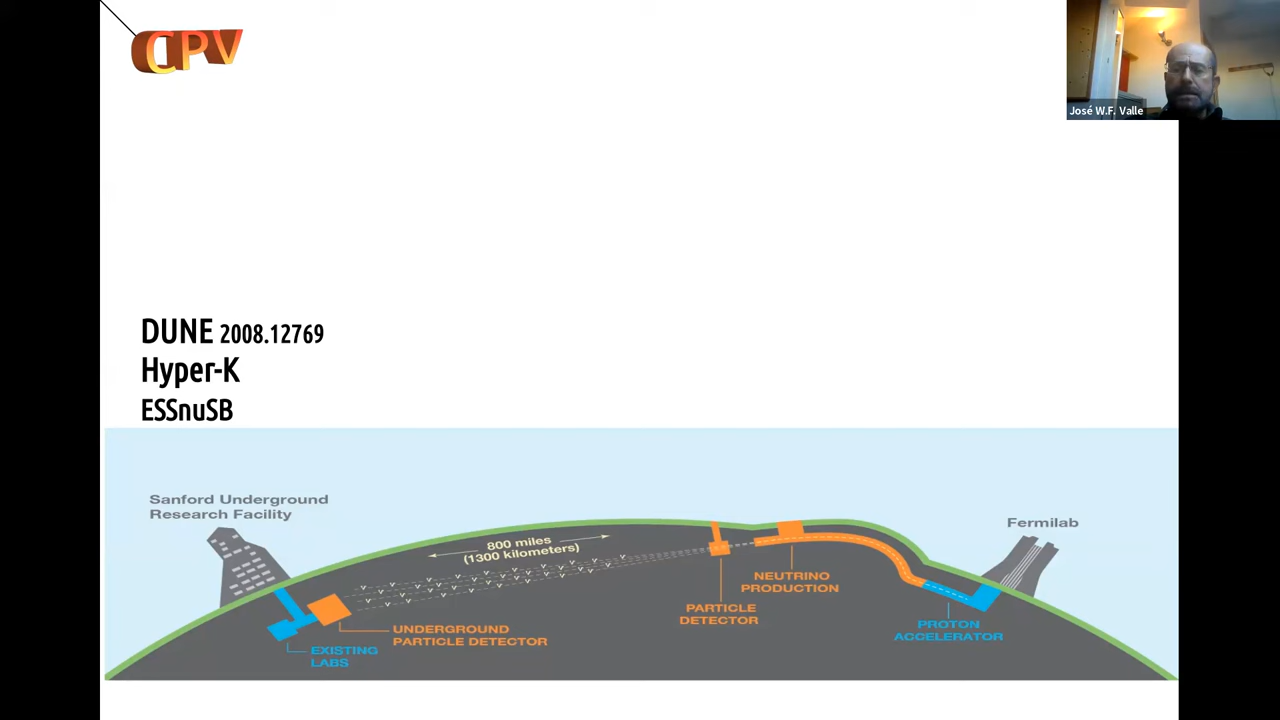 CPV
José W.F. Valle
DUNE 2008.12769
Hyper-K
ESSnuSB
Sanford Underground
Research Facility
Fermilab
800 miles
(1300 kilometers)
NEUTRINO
PRODUCTION
PARTICLE
DETECTOR
PROTON
ACCELERATOR
UNDERGROUND
PARTICLE DETECTOR
EXISTING
LABS